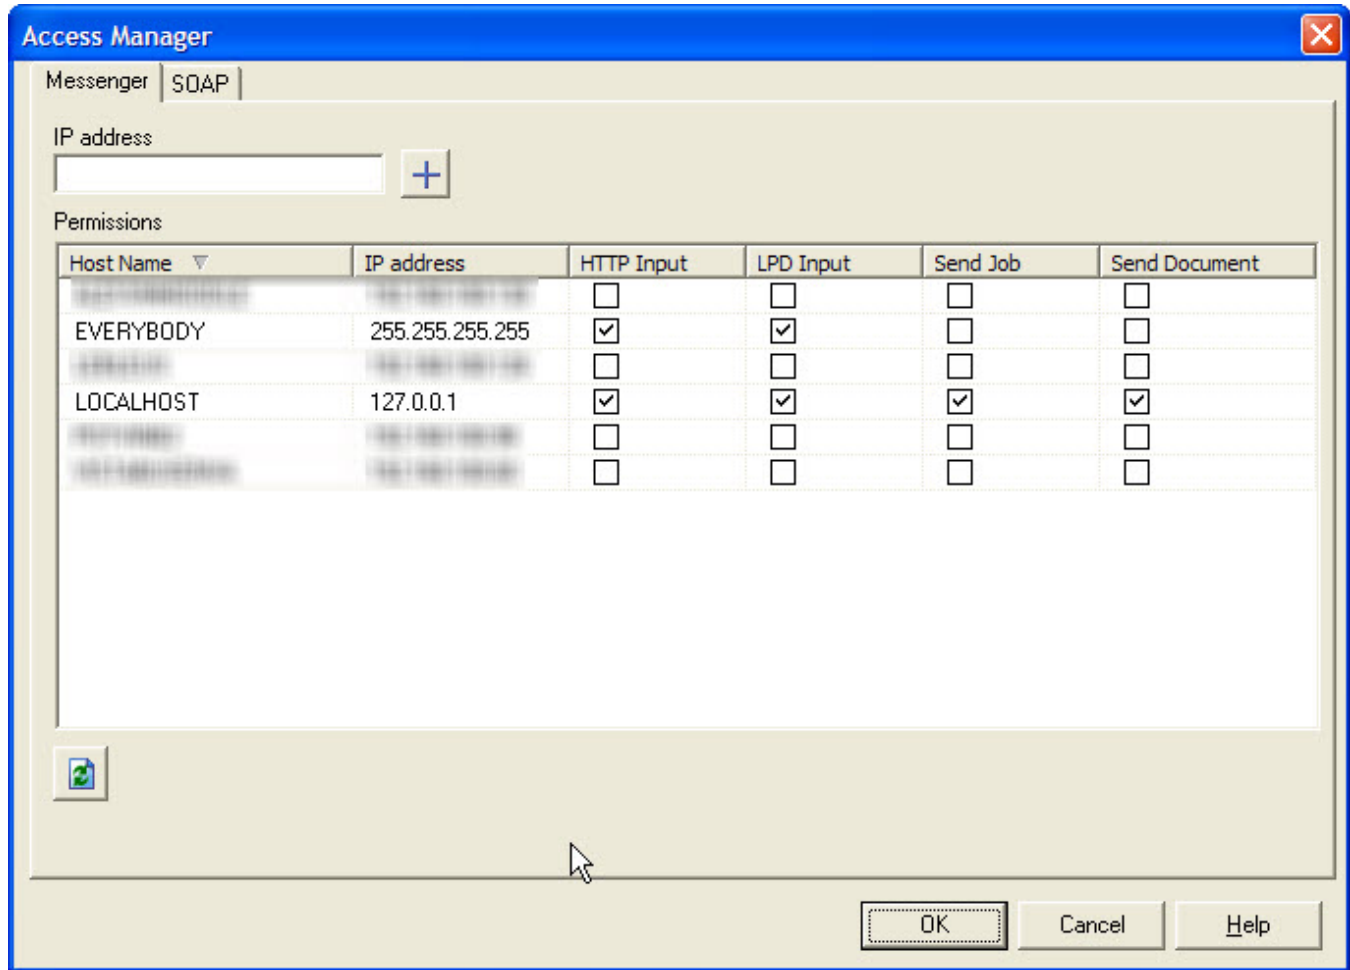 Access Manager
Messenger SOAP
IP address
Permissions
Host Name IP address HTTP Input LPD Input Send Job Send Document
EVERYBODY 255.255.255.255
LOCALHOST 127.0.0.1
OK Cancel Help